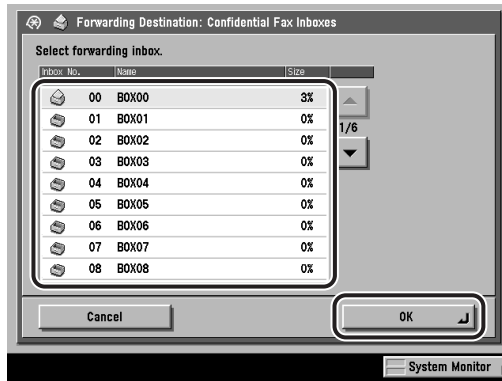 Forwarding Destination: Confidential Fax Inboxes
Select forwarding inbox.
Inbox No. Name Size
00 BOX00 3%
01 BOX01 0%
1/6
02 BOX02 0%
03 BOX03 0%
04 BOX04 0%
05 BOX05 0%
06 BOX06 0%
07 BOX07 0%
08 BOX08 0%
Cancel OK
System Monitor